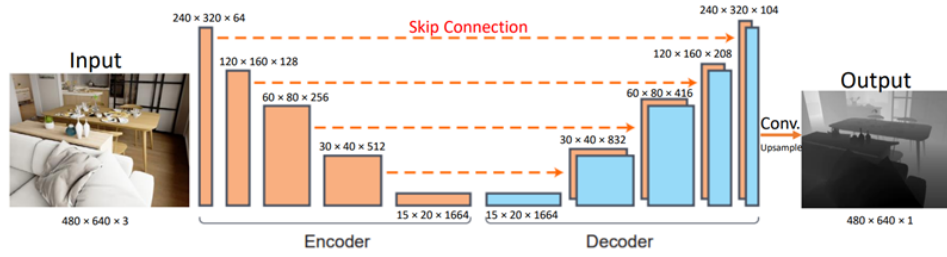 240 × 320 × 64
240 × 320 × 104
Skip Connection
Input
120 × 160 × 128
120 × 160 × 208
Output
60 × 80 × 256
60 × 80 × 416
Conv.
Upsample
30 × 40 × 512
30 × 40 × 832
480 × 640 × 3
15 × 20 × 1664
15 × 20 × 1664
480 × 640 × 1
Encoder
Decoder